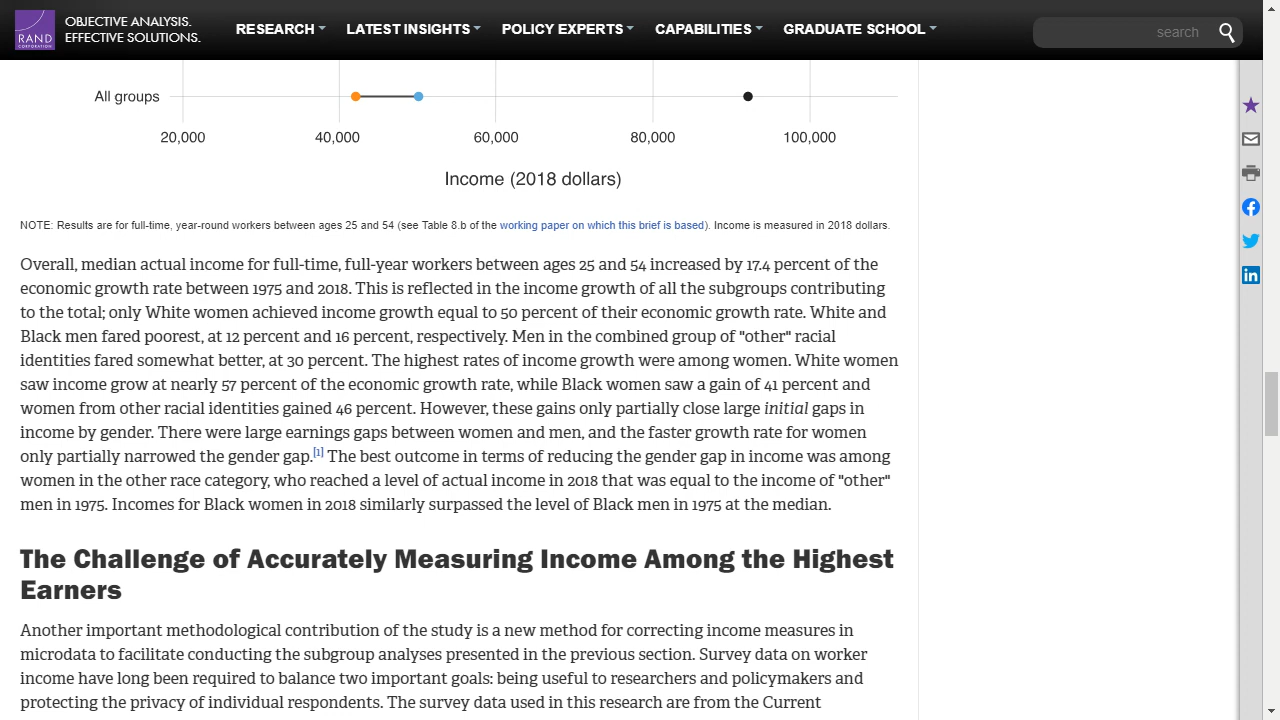 RAND
CORPORATION
OBJECTIVE ANALYSIS.
EFFECTIVE SOLUTIONS.
RESEARCH LATEST INSIGHTS POLICY EXPERTS CAPABILITIES GRADUATE SCHOOL
search
All groups
20,000 40,000 60,000 80,000 100,000
Income (2018 dollars)
NOTE: Results are for full-time, year-round workers between ages 25 and 54 (see Table 8.b of the working paper on which this brief is based). Income is measured in 2018 dollars.
Overall, median actual income for full-time, full-year workers between ages 25 and 54 increased by 17.4 percent of the
economic growth rate between 1975 and 2018. This is reflected in the income growth of all the subgroups contributing
to the total; only White women achieved income growth equal to 50 percent of their economic growth rate. White and
Black men fared poorest, at 12 percent and 16 percent, respectively. Men in the combined group of "other" racial
identities fared somewhat better, at 30 percent. The highest rates of income growth were among women. White women
saw income grow at nearly 57 percent of the economic growth rate, while Black women saw a gain of 41 percent and
women from other racial identities gained 46 percent. However, these gains only partially close large initial gaps in
income by gender. There were large earnings gaps between women and men, and the faster growth rate for women
only partially narrowed the gender gap.[1] The best outcome in terms of reducing the gender gap in income was among
women in the other race category, who reached a level of actual income in 2018 that was equal to the income of "other"
men in 1975. Incomes for Black women in 2018 similarly surpassed the level of Black men in 1975 at the median.
The Challenge of Accurately Measuring Income Among the Highest
Earners
Another important methodological contribution of the study is a new method for correcting income measures in
microdata to facilitate conducting the subgroup analyses presented in the previous section. Survey data on worker
income have long been required to balance two important goals: being useful to researchers and policymakers and
protecting the privacy of individual respondents. The survey data used in this research are from the Current